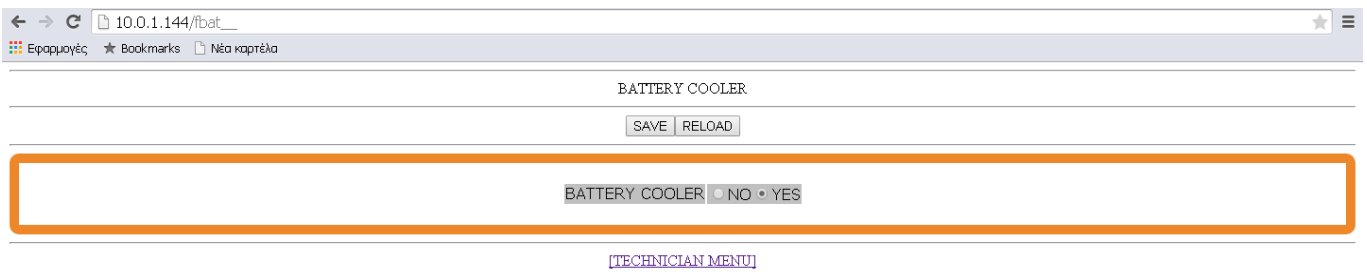 10.0.1.144/fbat__
Εφαρμογές Bookmarks Νέα καρτέλα
BATTERY COOLER
SAVE RELOAD
BATTERY COOLER NO YES
[TECHNICIAN MENU]